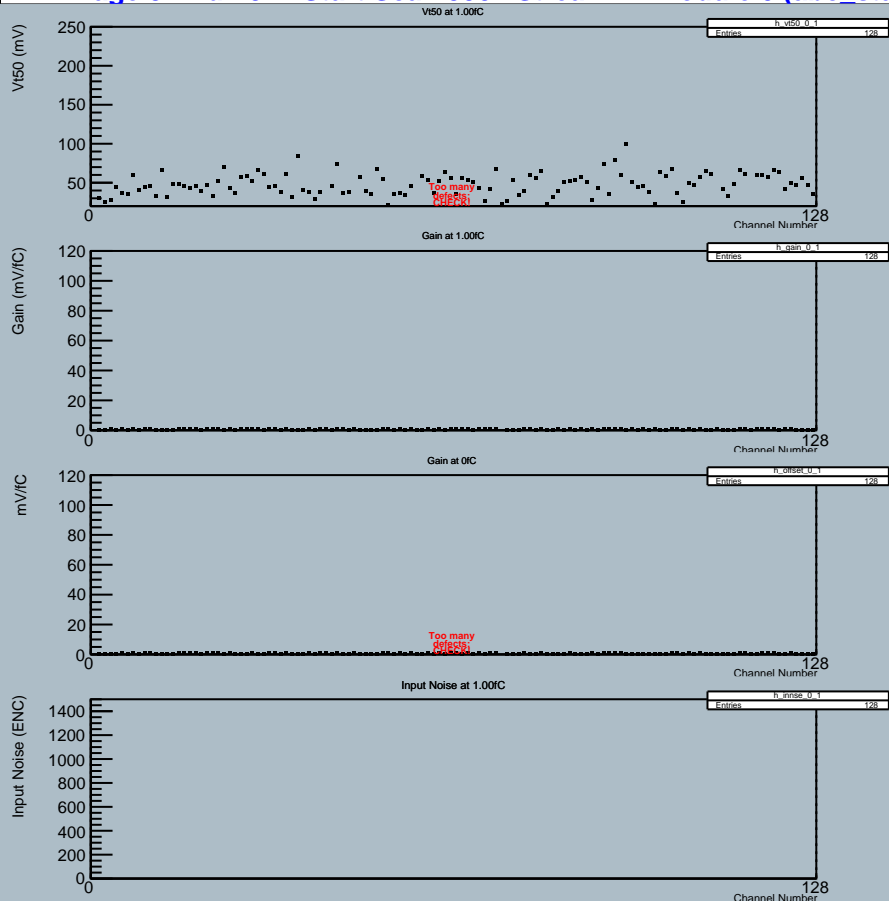 Vt50 at 1.00fC
h_vt50_0_1
Entries 128
Vt50 (mV)
250
200
150
100
50
Too many
defects:
CHECK!
0
128
Channel Number
Gain at 1.00fC
h_gain_0_1
Entries 128
Gain (mV/fC)
120
100
80
60
40
20
0
0
128
Channel Number
Gain at 0fC
h_offset_0_1
Entries 128
mV/fC
120
100
80
60
40
20
0
Too many
defects:
CHECK!
0
128
Channel Number
Input Noise at 1.00fC
h_innse_0_1
Entries 128
Input Noise (ENC)
1400
1200
1000
800
600
400
200
0
0
128
Channel Number